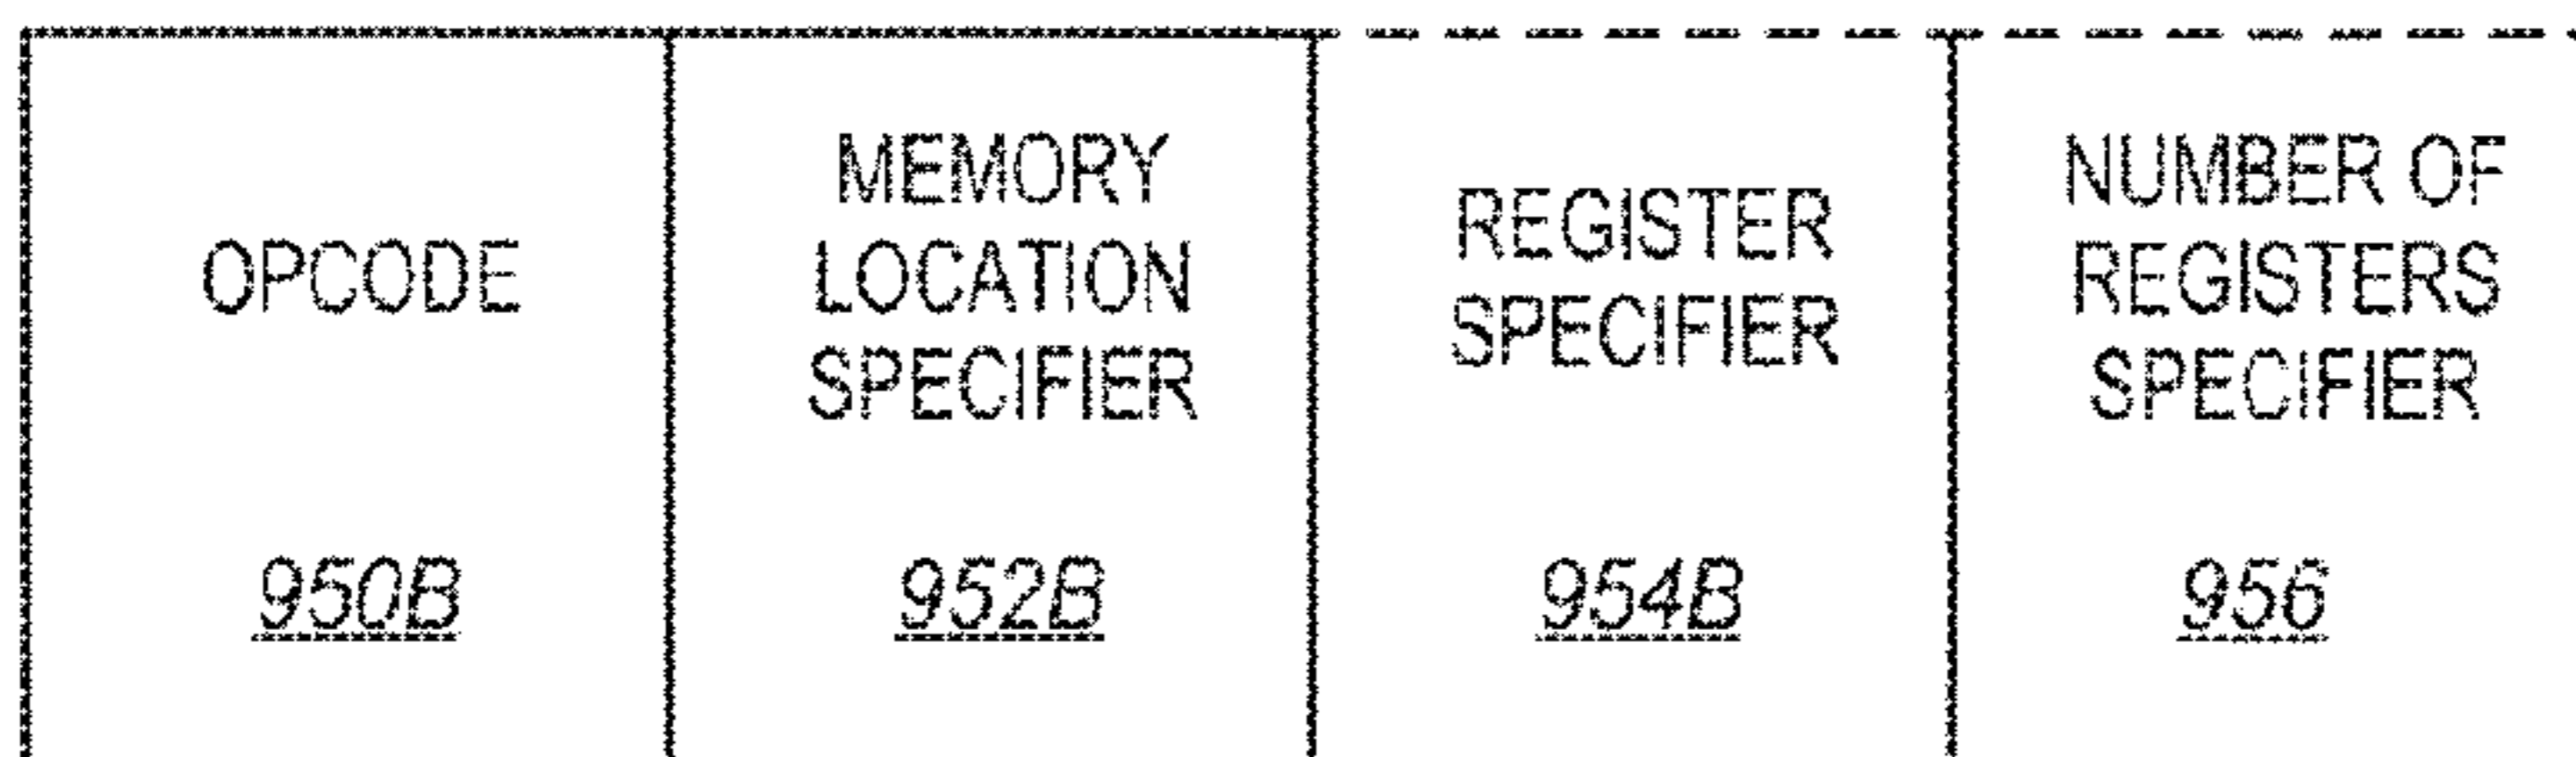 OPCODE
950B
MEMORY
LOCATION
SPECIFIER
952B
REGISTER
SPECIFIER
954B
NUMBER OF
REGISTERS
SPECIFIER
956